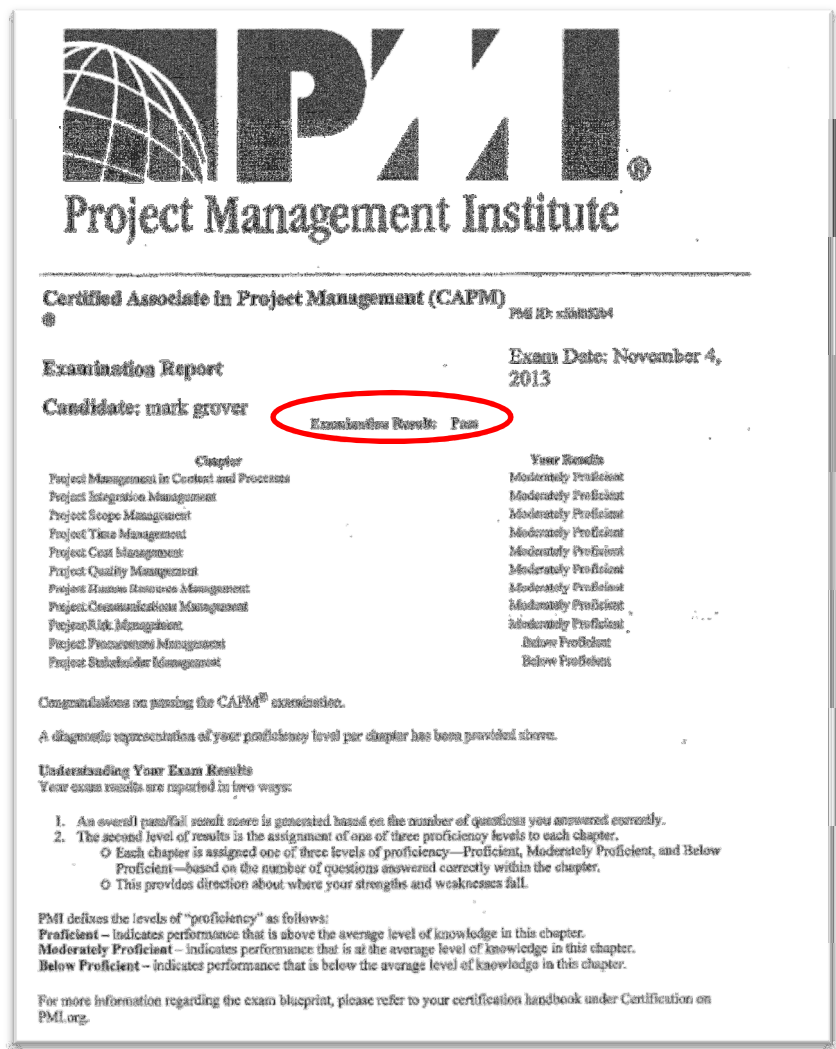 PMI®
Project Management Institute
Certified Associate in Project Management (CAPM)
®
PMI ID:
Exam Date: November 4,
2013
Examination Report
Candidate: mark grover
Examination Result: Pass
Chapter Your Results
Project Management in Context and Processes Moderately Proficient
Project Integration Management Moderately Proficient
Project Scope Management Moderately Proficient
Project Time Management Moderately Proficient
Project Cost Management Moderately Proficient
Project Quality Management Moderately Proficient
Project Human Resource Management Moderately Proficient
Project Communications Management Moderately Proficient
Project Risk Management Moderately Proficient
Project Procurement Management Below Proficient
Project Stakeholder Management Below Proficient
Congratulations on passing the CAPM® examination.
A diagnostic representation of your proficiency level per chapter has been provided above.
Understanding Your Exam Results
Your exam results are reported in two ways:
1. An overall pass/fail result score is generated based on the number of questions you answered correctly.
2. The second level of results is the assignment of one of three proficiency levels to each chapter.
O Each chapter is assigned one of three levels of proficiency—Proficient, Moderately Proficient, and Below
Proficient—based on the number of questions answered correctly within the chapter.
O This provides direction about where your strengths and weaknesses fall.
PMI defines the levels of "proficiency" as follows:
Proficient – indicates performance that is above the average level of knowledge in this chapter.
Moderately Proficient – indicates performance that is at the average level of knowledge in this chapter.
Below Proficient – indicates performance that is below the average level of knowledge in this chapter.
For more information regarding the exam blueprint, please refer to your certification handbook under Certification on
PMI.org.